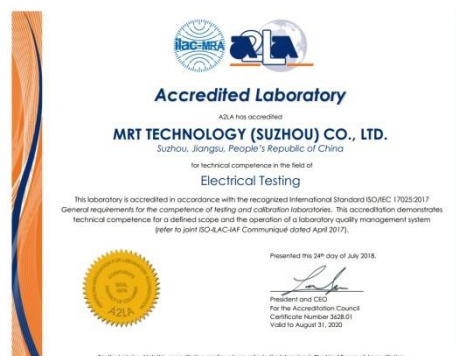 ilac-MRA
A2LA
Accredited Laboratory
A2LA has accredited
MRT TECHNOLOGY (SUZHOU) CO., LTD.
Suzhou, Jiangsu, People's Republic of China
for technical competence in the field of
Electrical Testing
This laboratory is accredited in accordance with the recognized International Standard ISO/IEC 17025:2017
General requirements for the competence of testing and calibration laboratories. This accreditation demonstrates
technical competence for a defined scope and the operation of a laboratory quality management system
(refer to joint ISO-ILAC-IAF Communiqué dated April 2017).
Presented this 24th day of July 2018.
President and CEO
For the Accreditation Council
Certificate Number 3628.01
Valid to August 31, 2020
CORPORATE
SEAL
A2LA